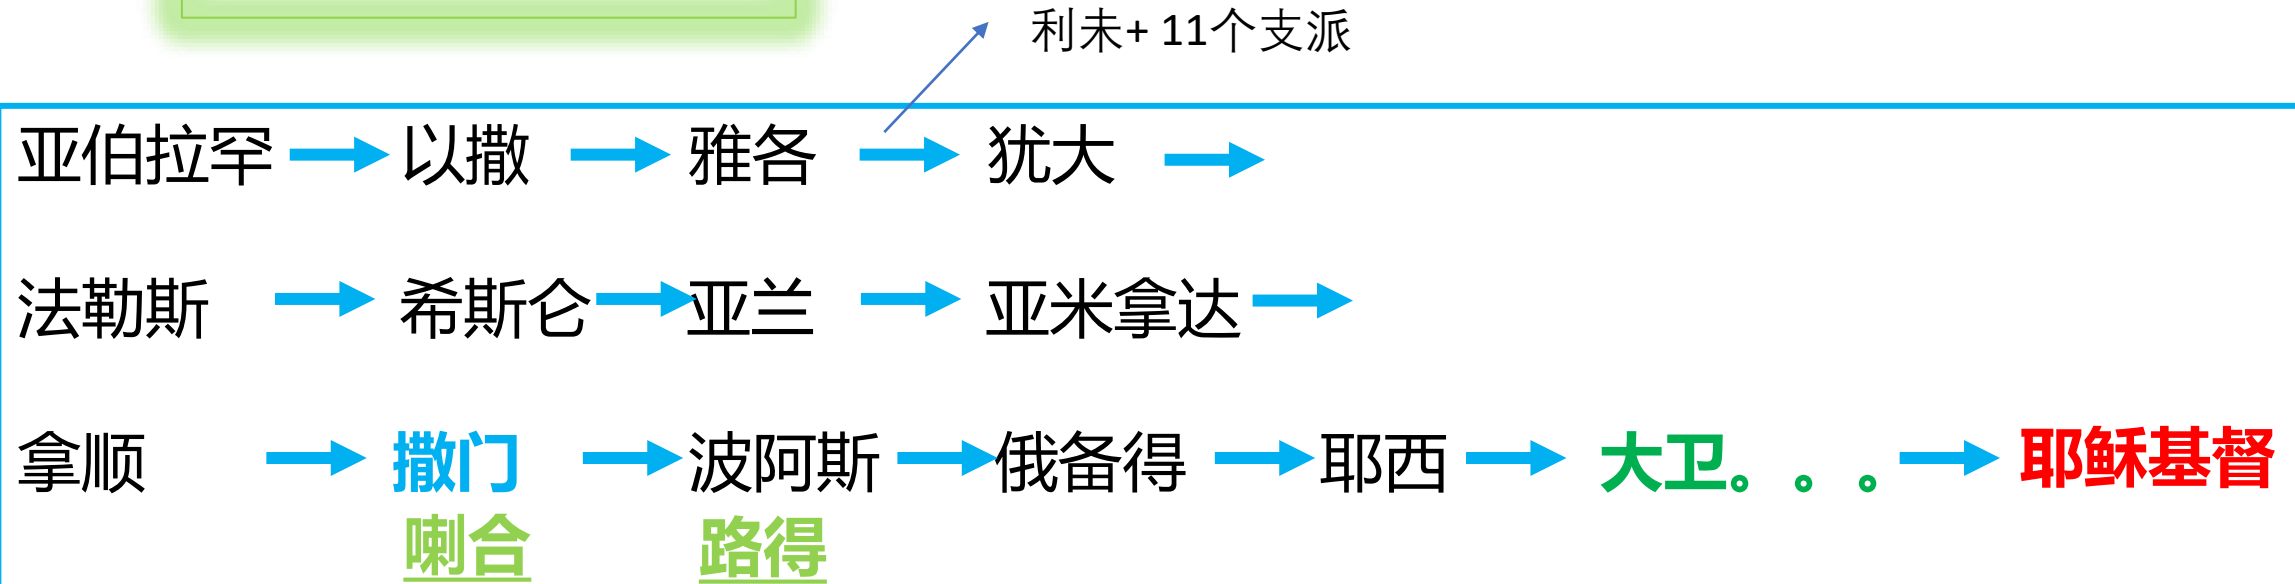 利未+ 11个支派
亚伯拉罕 以撒 雅各 犹大
法勒斯 希斯仑 亚兰 亚米拿达
拿顺 撒门 波阿斯 俄备得 耶西 大卫。。。 耶稣基督
喇合 路得